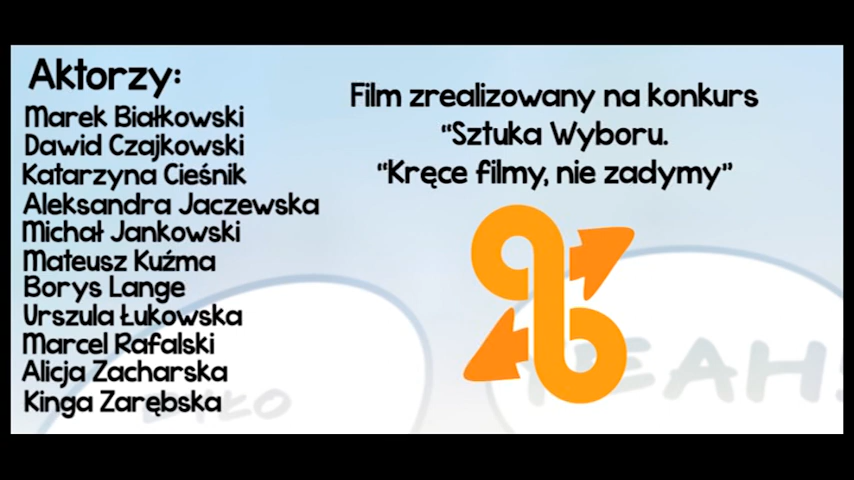 Aktorzy:
Marek Białkowski
Dawid Czajkowski
Katarzyna Cieśnik
Aleksandra Jaczewska
Michał Jankowski
Mateusz Kuźma
Borys Lange
Urszula Łukowska
Marcel Rafalski
Alicja Zacharska
Kinga Zarębska
Film zrealizowany na konkurs
"Sztuka Wyboru.
"Kręce filmy, nie zadymy"
YEAH!